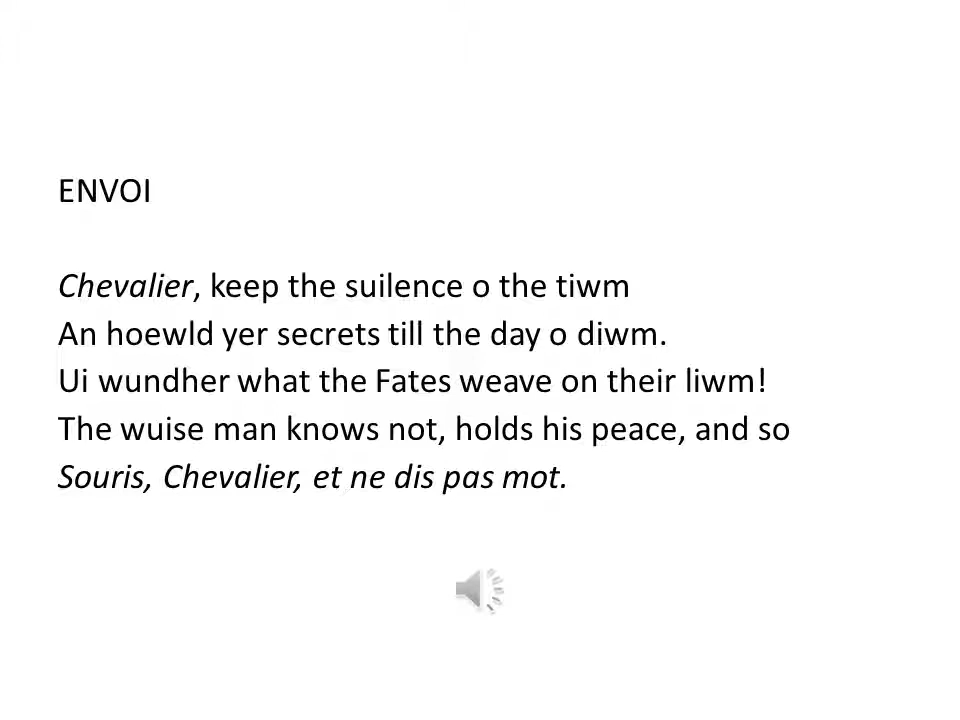 ENVOI
Chevalier, keep the suilence o the tiwm
An hoewld yer secrets till the day o diwm.
Ui wundher what the Fates weave on their liwm!
The wuise man knows not, holds his peace, and so
Souris, Chevalier, et ne dis pas mot.